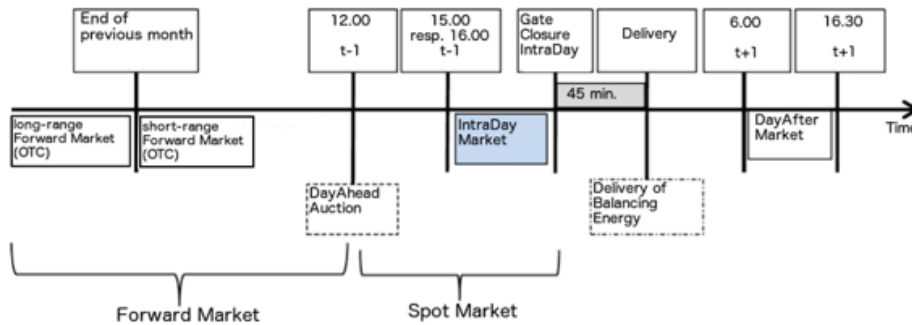 End of
previous month
12.00
t-1
15.00
resp. 16.00
t-1
Gate
Closure
IntraDay
Delivery
6.00
t+1
16.30
t+1
45 min.
Time
long-range
Forward Market
(OTC)
short-range
Forward Market
(OTC)
IntraDay
Market
DayAfter
Market
DayAhead
Auction
Delivery of
Balancing
Energy
Forward Market
Spot Market